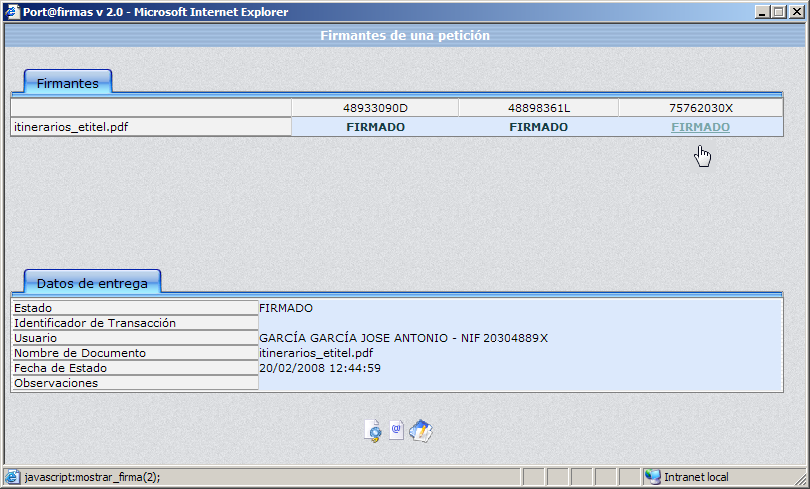 Port@firmas v 2.0 - Microsoft Internet Explorer
Firmantes de una petición
Firmantes
48933090D 48898361L 75762030X
itinerarios_etitel.pdf FIRMADO FIRMADO FIRMADO
Datos de entrega
Estado FIRMADO
Identificador de Transacción
Usuario GARCÍA GARCÍA JOSE ANTONIO - NIF 20304889X
Nombre de Documento itinerarios_etitel.pdf
Fecha de Estado 20/02/2008 12:44:59
Observaciones
@
javascript:mostrar_firma(2); Intranet local